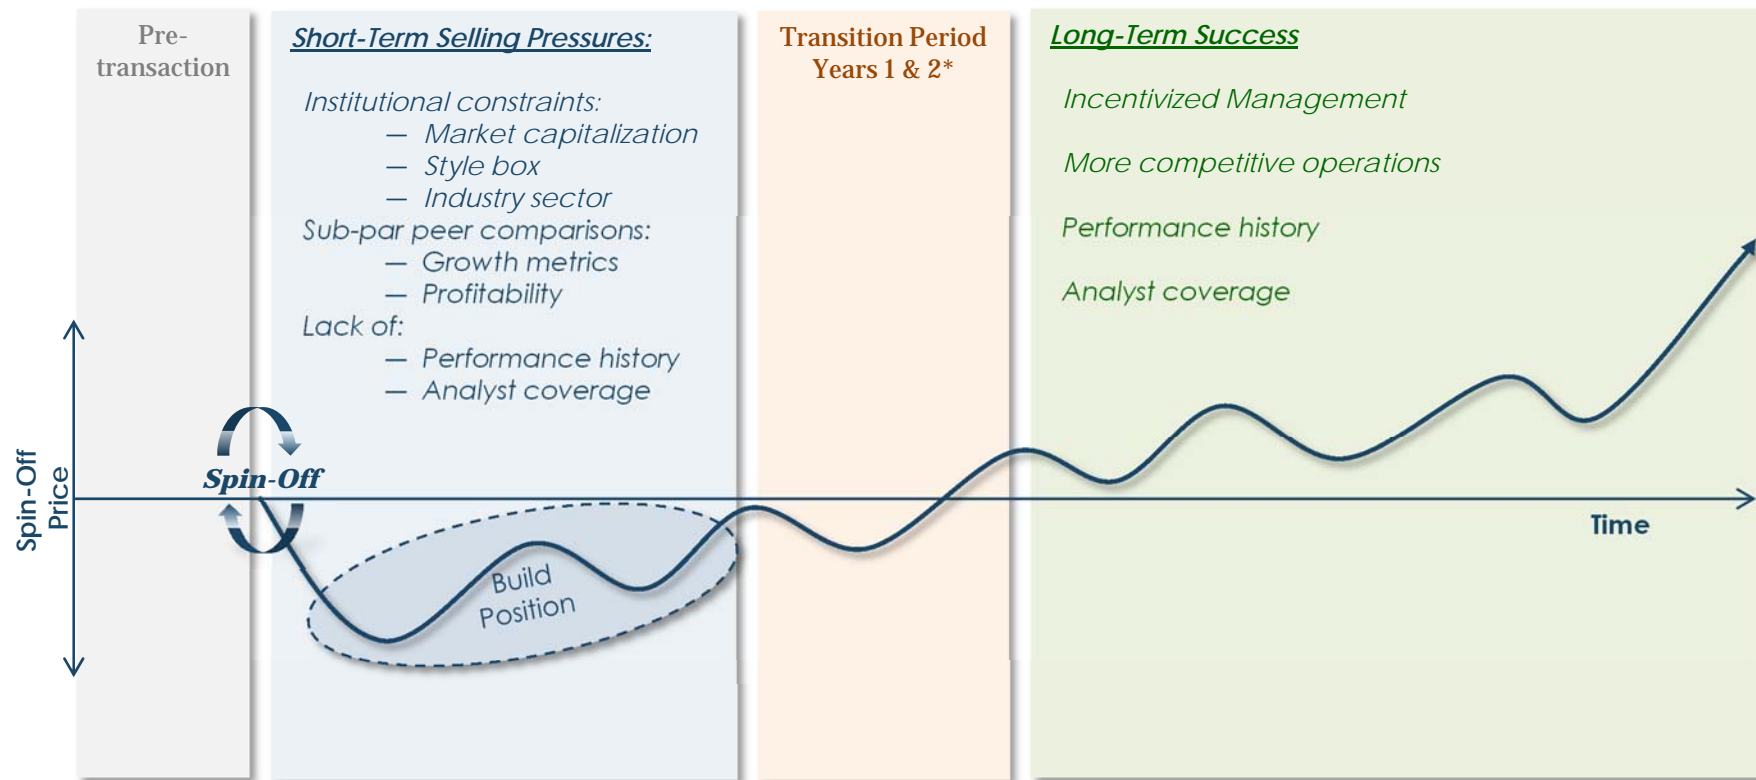 Pre-
transaction
Short-Term Selling Pressures:
Institutional constraints:
— Market capitalization
— Style box
— Industry sector
Sub-par peer comparisons:
— Growth metrics
— Profitability
Lack of:
— Performance history
— Analyst coverage
Transition Period
Years 1 & 2*
Long-Term Success
Incentivized Management
More competitive operations
Performance history
Analyst coverage
Spin-Off
Price
Spin-Off
Build
Position
Time